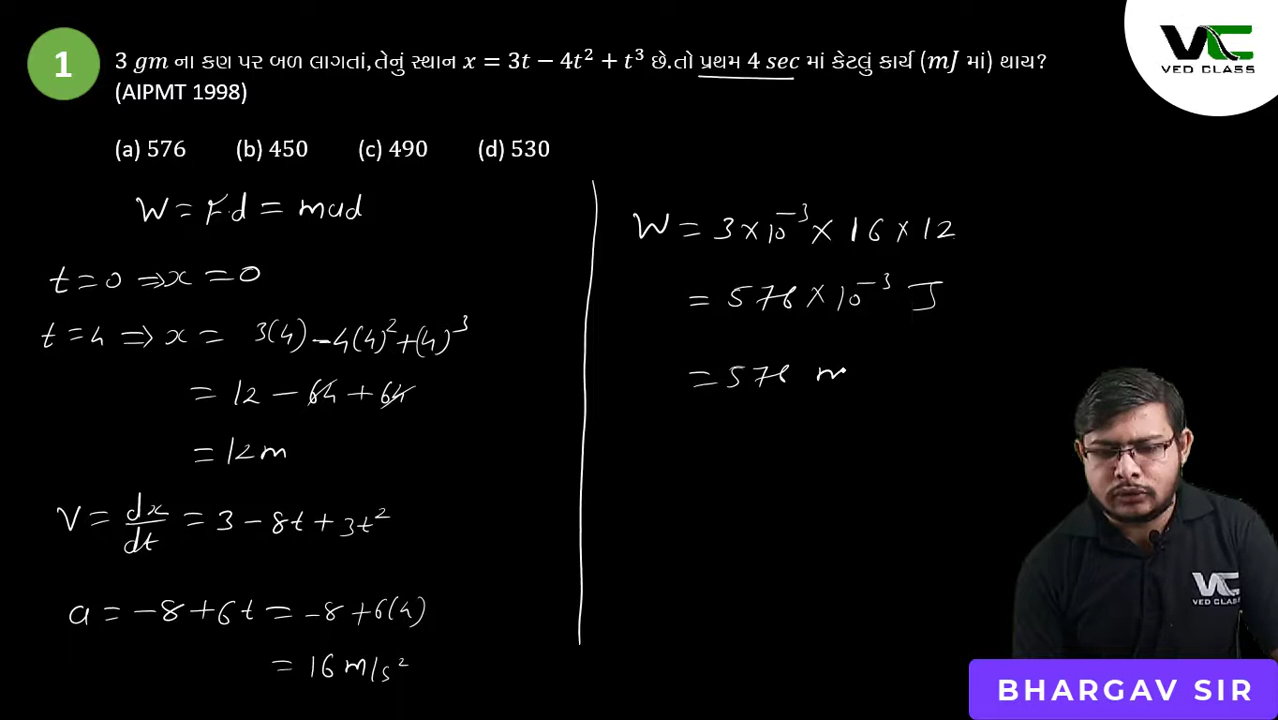 1
3 gm ના કણ પર બળ લાગતાં,તેનું સ્થાન x = 3t − 4t² + t³ છે.તો પ્રથમ 4 sec માં કેટલું કાર્ય (mJ માં) થાય?
(AIPMT 1998)
(a) 576 (b) 450 (c) 490 (d) 530
W = F.d = mad
t = 0 ⇒ x = 0
t = 4 ⇒ x = 3(4) − 4(4)² + (4)³
= 12 − 64 + 64
= 12m
V = dx/dt = 3 − 8t + 3t²
a = −8 + 6t = −8 + 6(4)
= 16 m/s²
W = 3 × 10⁻³ × 16 × 12
= 576 × 10⁻³ J
= 576 m
VC
VED CLASS
VC
VED CLASS
BHARGAV SIR